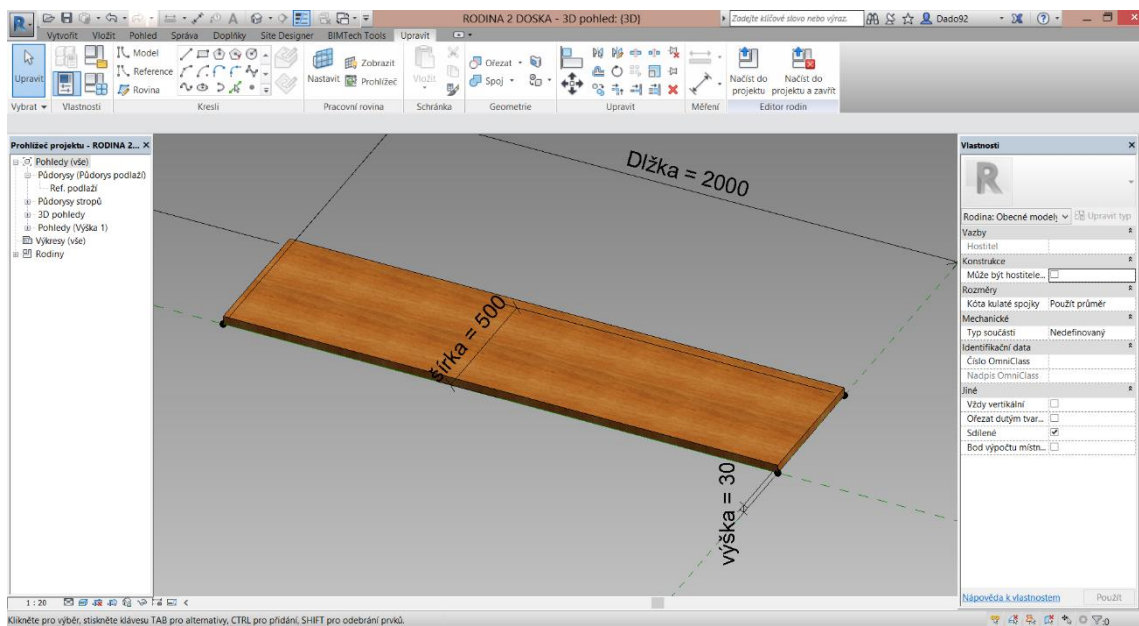 RODINA 2 DOSKA - 3D pohled: {3D}
Zadejte klíčové slovo nebo výraz.
Dado92
Vytvořit Vložit Pohled Správa Doplňky Site Designer BIMTech Tools Upravit
Upravit
Model
Reference
Rovina
Nastavit
Zobrazit
Prohlížeč
Vložit
Ořezat
Spoj
Načíst do projektu
Načíst do projektu a zavřít
Vybrat Vlastnosti Kresli Pracovní rovina Schránka Geometrie Upravit Měření Editor rodin
Prohlížeč projektu - RODINA 2...
Pohledy (vše)
Půdorysy (Půdorys podlaží)
Ref. podlaží
Půdorysy stropů
3D pohledy
Pohledy (Výška 1)
Výkresy (vše)
Rodiny
Dlžka = 2000
šírka = 500
výška = 30
Vlastnosti
Rodina: Obecné modely
Upravit typ
Vazby
Hostitel
Konstrukce
Může být hostitele...
Rozměry
Kóta kulaté spojky Použít průměr
Mechanické
Typ součásti Nedefinovaný
Identifikační data
Číslo OmniClass
Nadpis OmniClass
Jiné
Vždy vertikální
Ořezat dutým tvar...
Sdílené
Bod výpočtu místn...
Nápověda k vlastnostem
Použít
1 : 20
Klikněte pro výběr, stiskněte klávesu TAB pro alternativy, CTRL pro přidání, SHIFT pro odebrání prvků.
:0